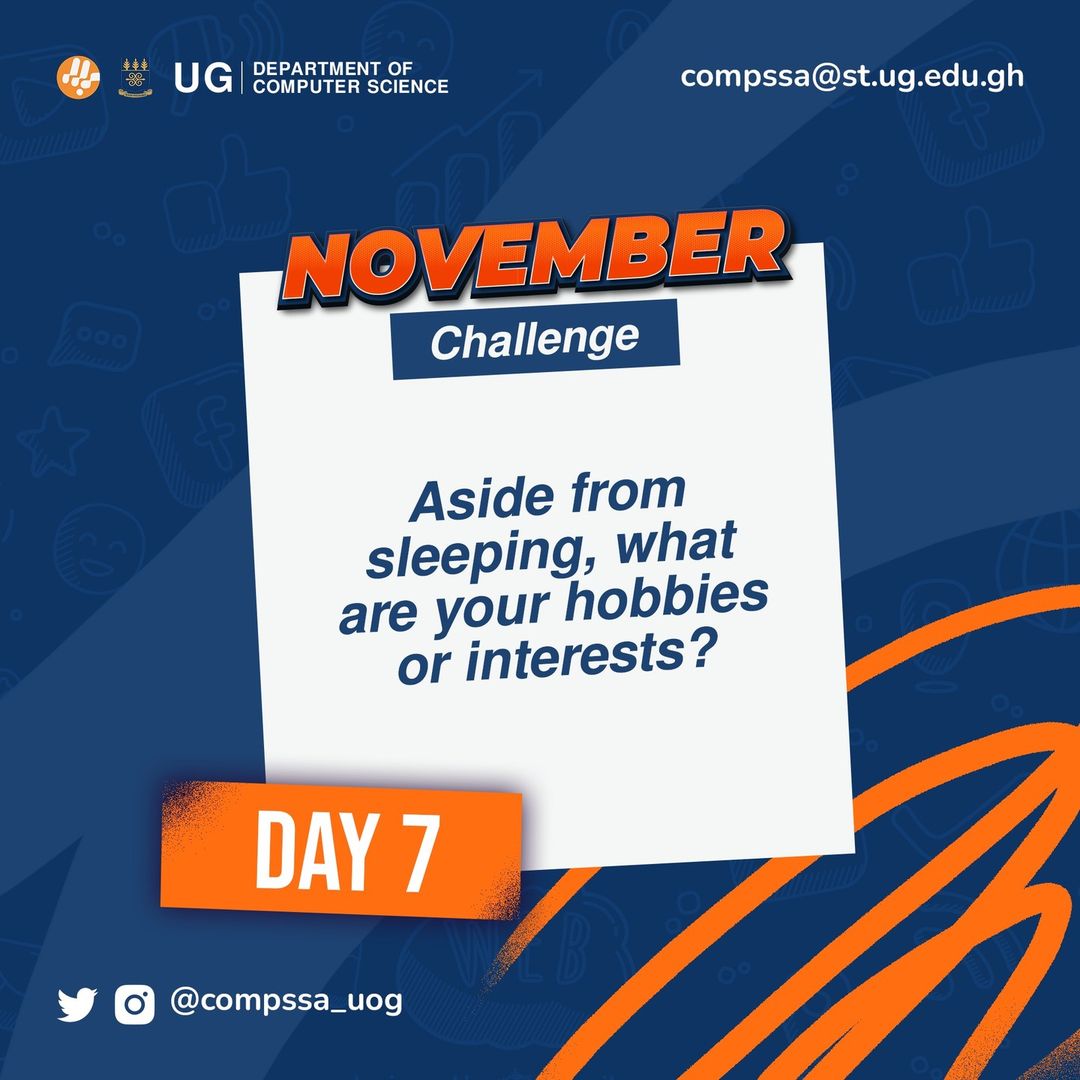 UG
DEPARTMENT OF
COMPUTER SCIENCE
compssa@st.ug.edu.gh
NOVEMBER
Challenge
Aside from
sleeping, what
are your hobbies
or interests?
DAY 7
WEB
@compssa_uog